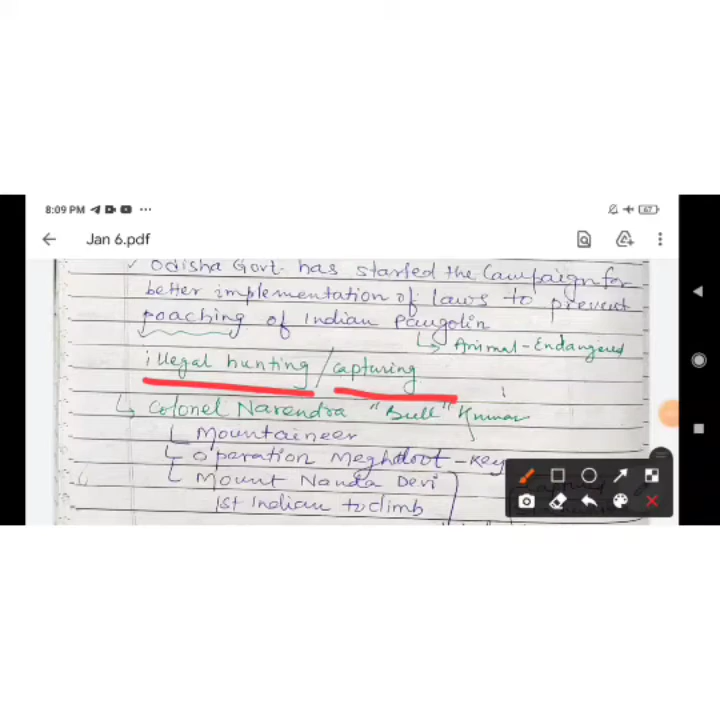 8:09 PM
67
Jan 6.pdf
✓ Odisha Govt. has started the Campaign for
better implementation of laws to prevent
poaching of Indian Pangolin
↳ Animal - Endangered
illegal hunting / capturing
↳ Colonel Narendra "Bull" Kumar
Mountaineer
Operation Meghdoot - Key
Mount Nanda Devi
1st Indian to climb